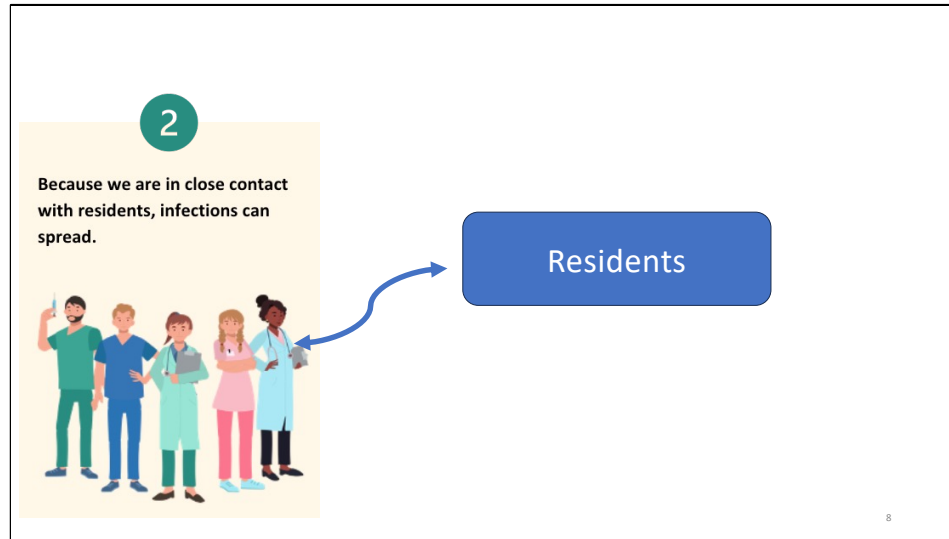 2
Because we are in close contact
with residents, infections can
spread.
Residents
8